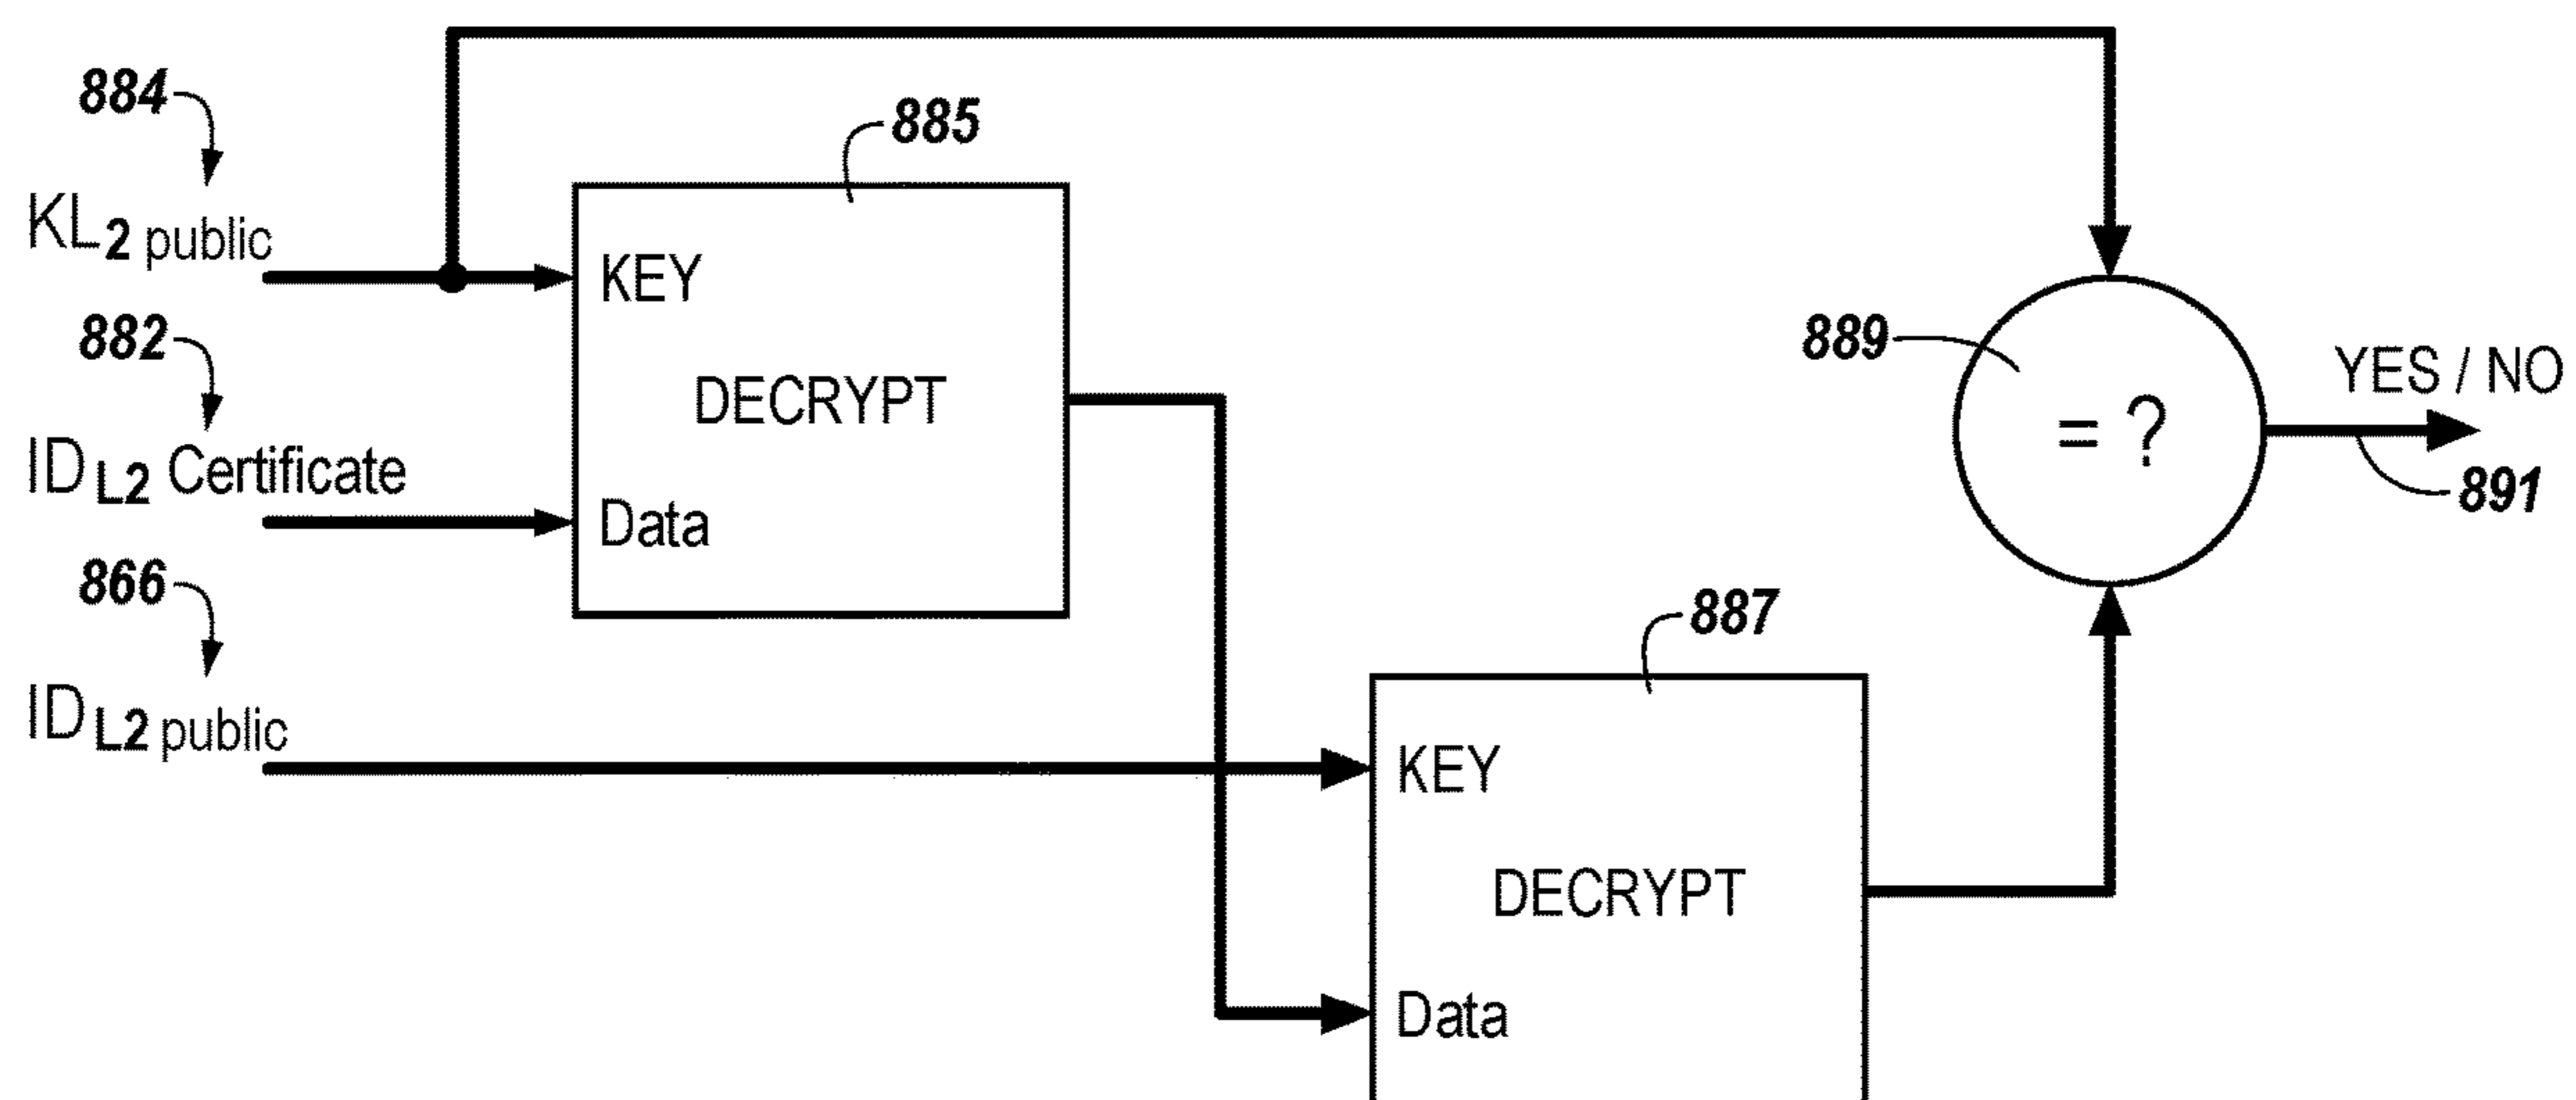 884
KL2 public
882
ID L2 Certificate
866
ID L2 public
885
KEY
DECRYPT
Data
887
KEY
DECRYPT
Data
889
= ?
YES / NO
891